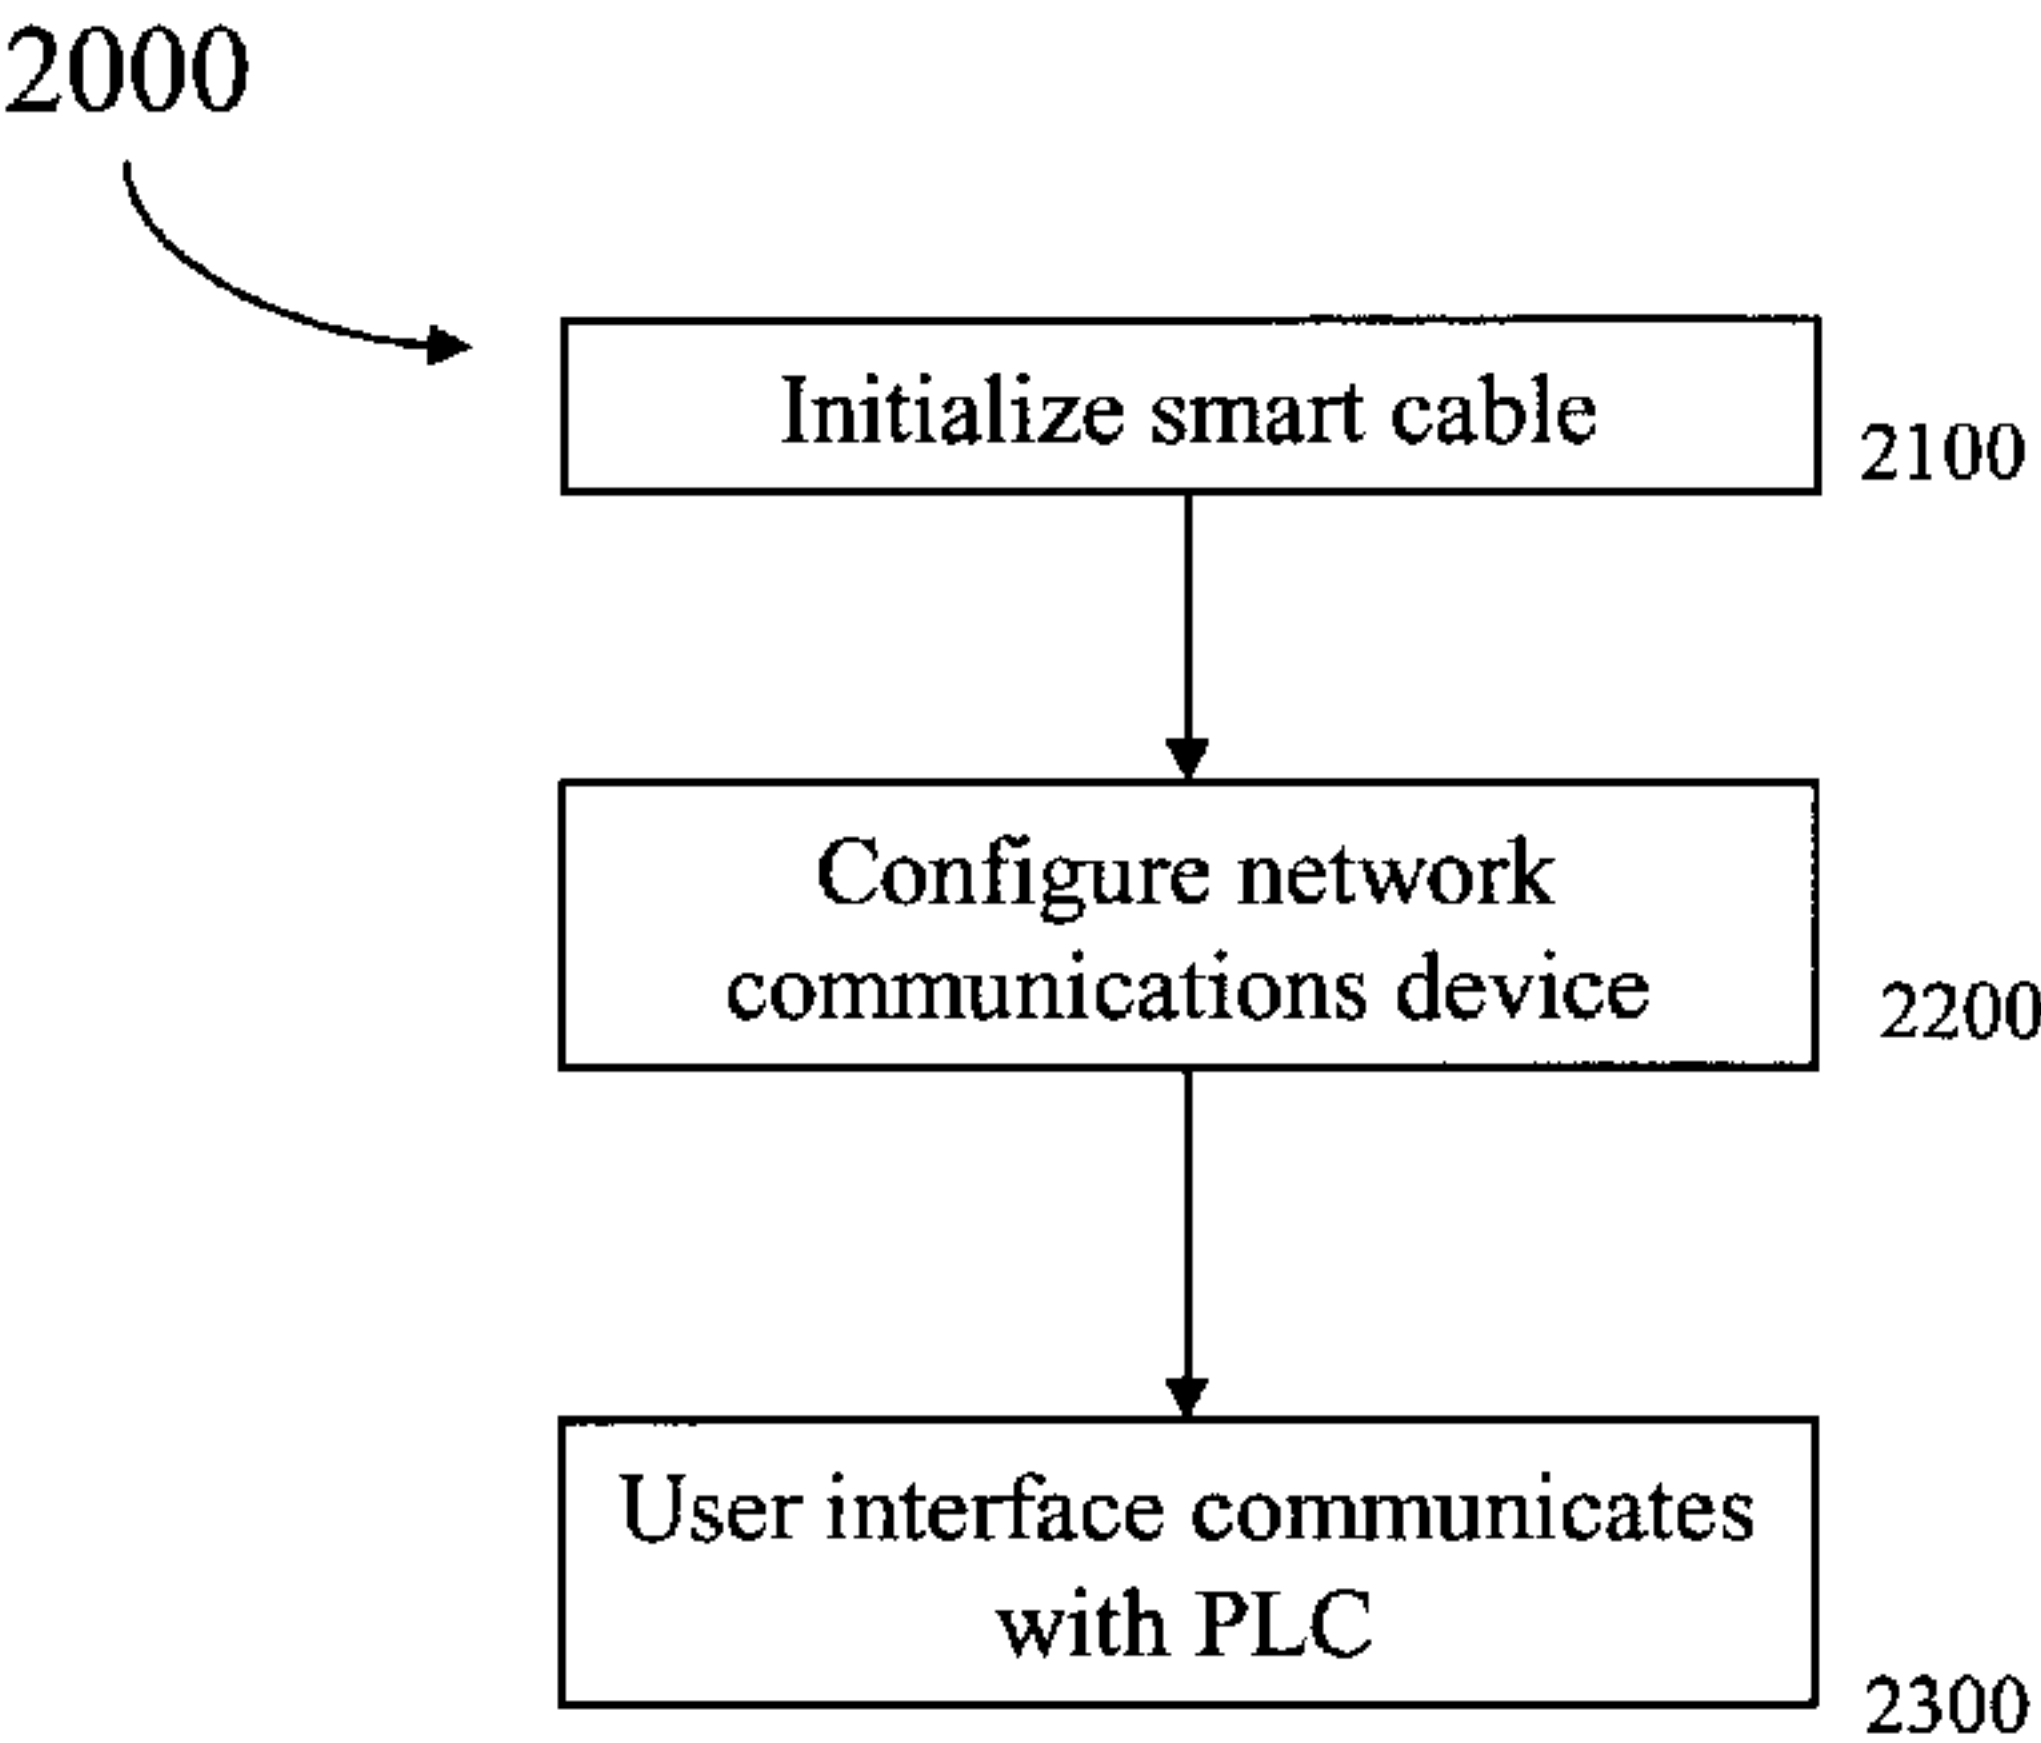 2000
Initialize smart cable
2100
Configure network
communications device
2200
User interface communicates
with PLC
2300